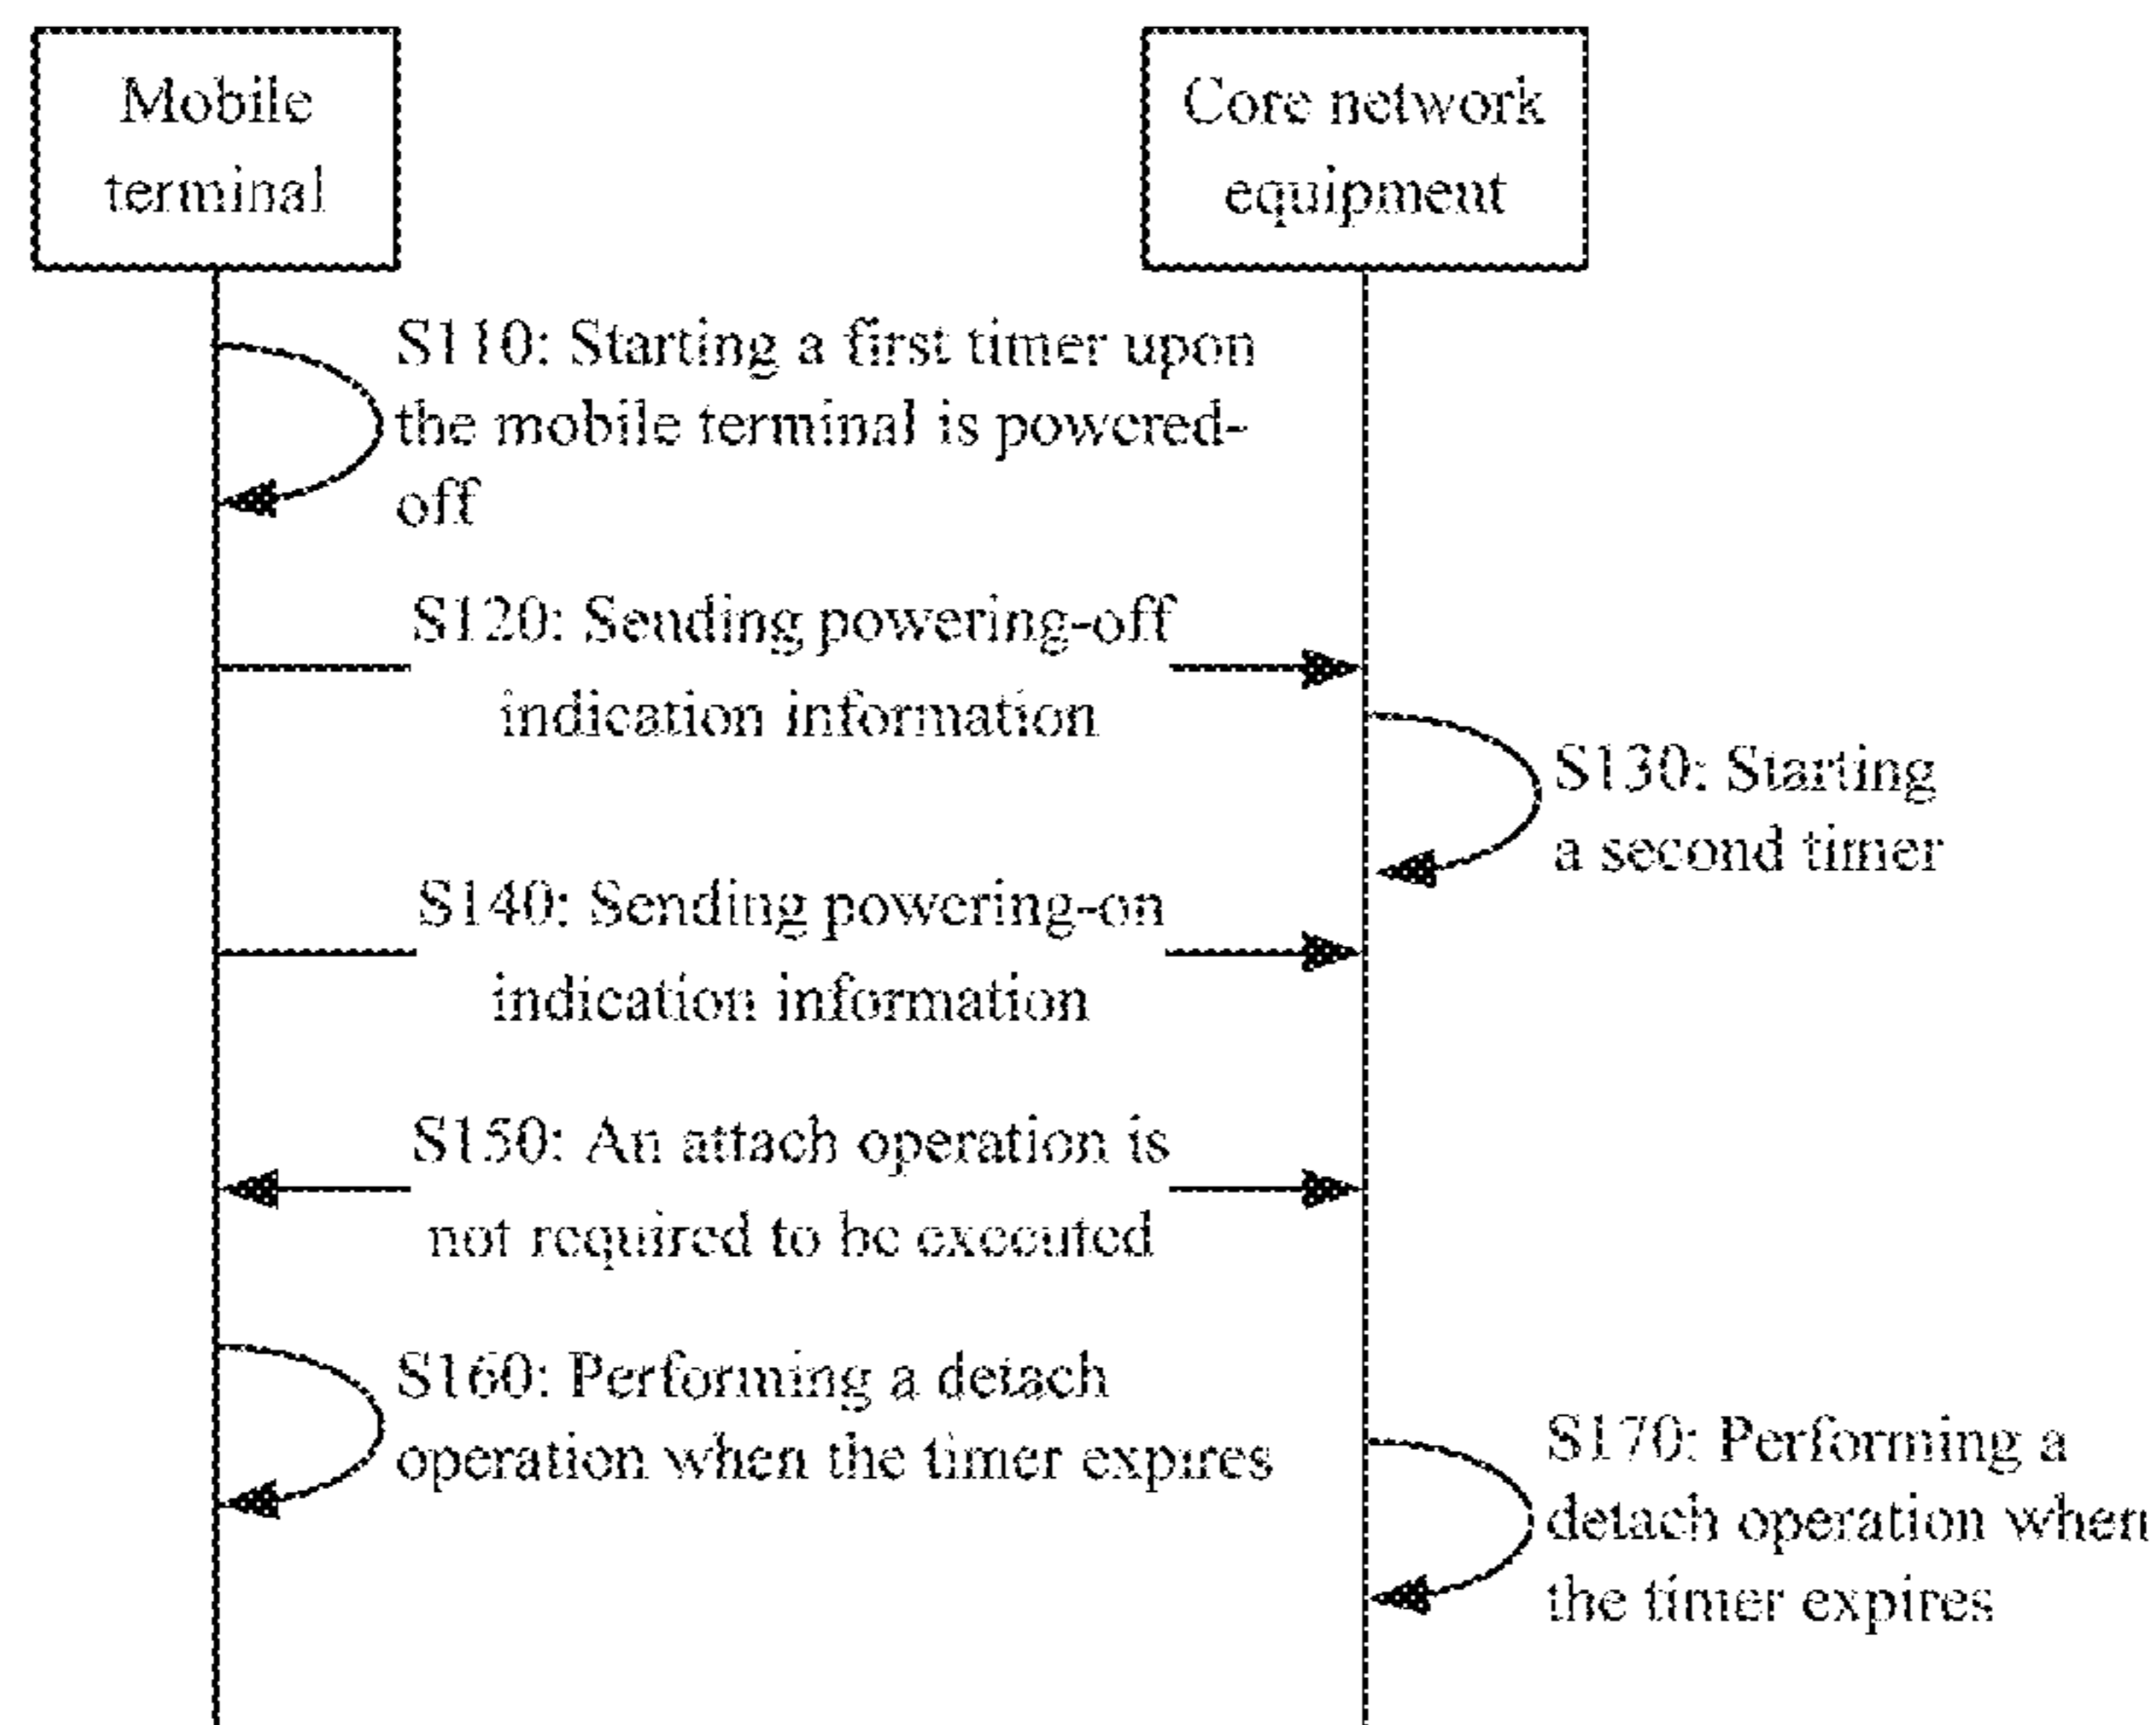 Mobile
terminal
Core network
equipment
S110: Starting a first timer upon
the mobile terminal is powered-
off
S120: Sending powering-off
indication information
S130: Starting
a second timer
S140: Sending powering-on
indication information
S150: An attach operation is
not required to be executed
S160: Performing a detach
operation when the timer expires
S170: Performing a
detach operation when
the timer expires